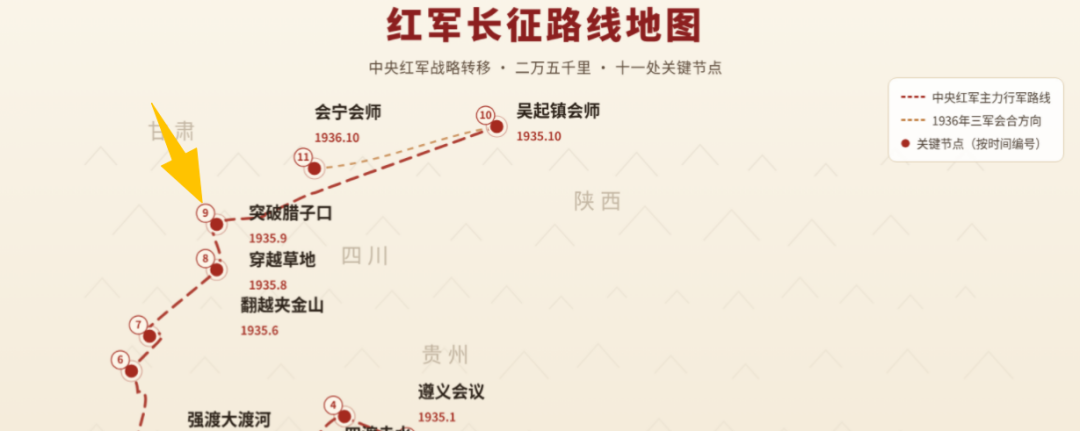 红军长征路线地图
中央红军战略转移 · 二万五千里 · 十一处关键节点
中央红军主力行军路线
1936年三军会合方向
关键节点（按时间编号）
甘肃
会宁会师
1936.10
11
10
吴起镇会师
1935.10
陕西
9
突破腊子口
1935.9
8
穿越草地
1935.8
四川
翻越夹金山
1935.6
7
6
贵州
遵义会议
1935.1
4
强渡大渡河